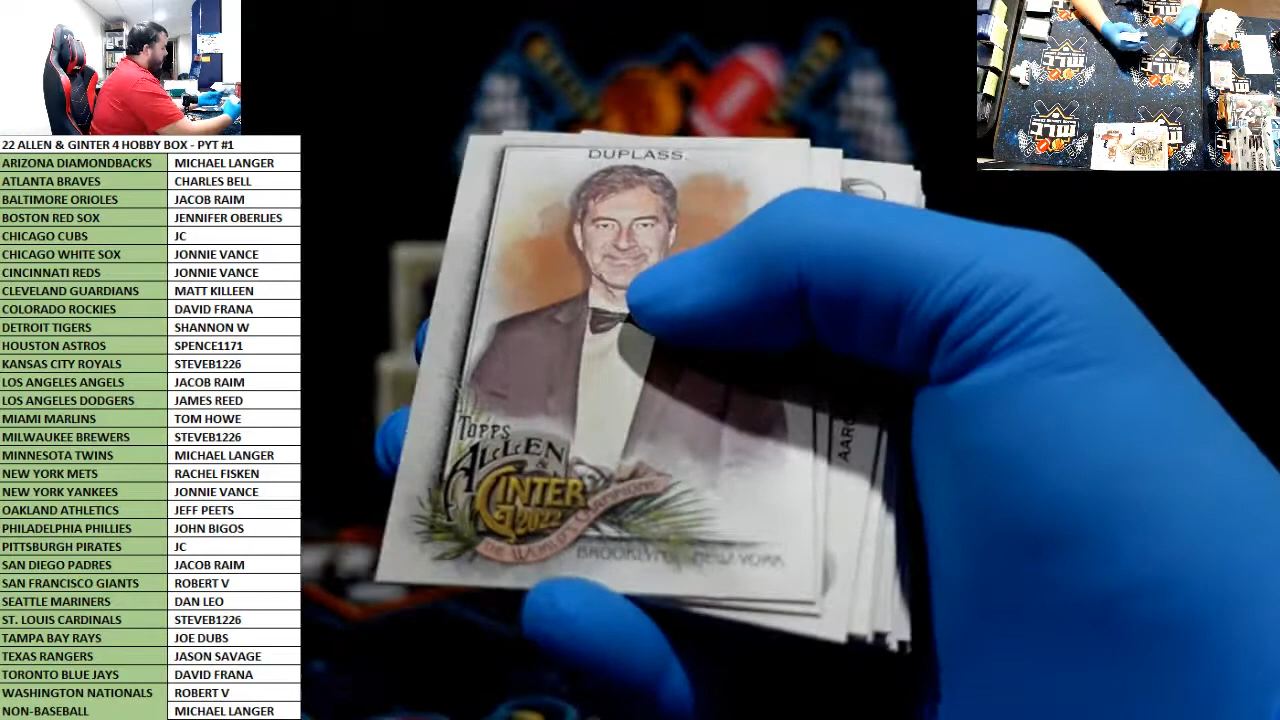 22 ALLEN & GINTER 4 HOBBY BOX - PYT #1
ARIZONA DIAMONDBACKS MICHAEL LANGER
ATLANTA BRAVES CHARLES BELL
BALTIMORE ORIOLES JACOB RAIM
BOSTON RED SOX JENNIFER OBERLIES
CHICAGO CUBS JC
CHICAGO WHITE SOX JONNIE VANCE
CINCINNATI REDS JONNIE VANCE
CLEVELAND GUARDIANS MATT KILLEEN
COLORADO ROCKIES DAVID FRANA
DETROIT TIGERS SHANNON W
HOUSTON ASTROS SPENCE1171
KANSAS CITY ROYALS STEVEB1226
LOS ANGELES ANGELS JACOB RAIM
LOS ANGELES DODGERS JAMES REED
MIAMI MARLINS TOM HOWE
MILWAUKEE BREWERS STEVEB1226
MINNESOTA TWINS MICHAEL LANGER
NEW YORK METS RACHEL FISKEN
NEW YORK YANKEES JONNIE VANCE
OAKLAND ATHLETICS JEFF PEETS
PHILADELPHIA PHILLIES JOHN BIGOS
PITTSBURGH PIRATES JC
SAN DIEGO PADRES JACOB RAIM
SAN FRANCISCO GIANTS ROBERT V
SEATTLE MARINERS DAN LEO
ST. LOUIS CARDINALS STEVEB1226
TAMPA BAY RAYS JOE DUBS
TEXAS RANGERS JASON SAVAGE
TORONTO BLUE JAYS DAVID FRANA
WASHINGTON NATIONALS ROBERT V
NON-BASEBALL MICHAEL LANGER
DUPLASS
TOPPS
ALLEN &
GINTER
2022
THE WORLD'S CHAMPIONS
BROOKLYN, NEW YORK